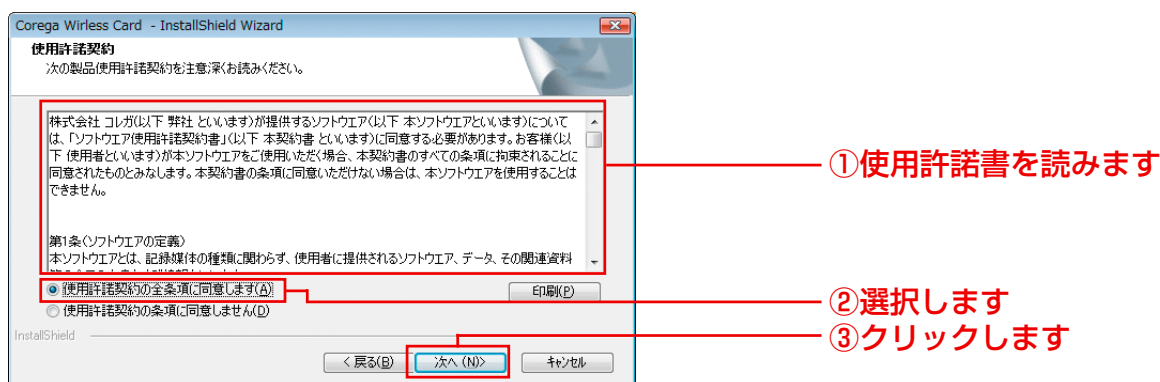 Corega Wirless Card - InstallShield Wizard
使用許諾契約
次の製品使用許諾契約を注意深くお読みください。
株式会社 コレガ(以下 弊社 といいます)が提供するソフトウエア(以下 本ソフトウエアといいます)について
は、「ソフトウエア使用許諾契約書」(以下 本契約書 といいます)に同意する必要があります。お客様(以
下 使用者といいます)が本ソフトウエアをご使用いただく場合、本契約書のすべての条項に拘束されることに
同意されたものとみなします。本契約書の条項に同意いただけない場合は、本ソフトウエアを使用することは
できません。
第1条(ソフトウエアの定義)
本ソフトウエアとは、記録媒体の種類に関わらず、使用者に提供されるソフトウエア、データ、その関連資料
①使用許諾書を読みます
使用許諾契約の全条項に同意します(A)
印刷(P)
②選択します
使用許諾契約の条項に同意しません(D)
③クリックします
InstallShield
< 戻る(B)
次へ (N)>
キャンセル